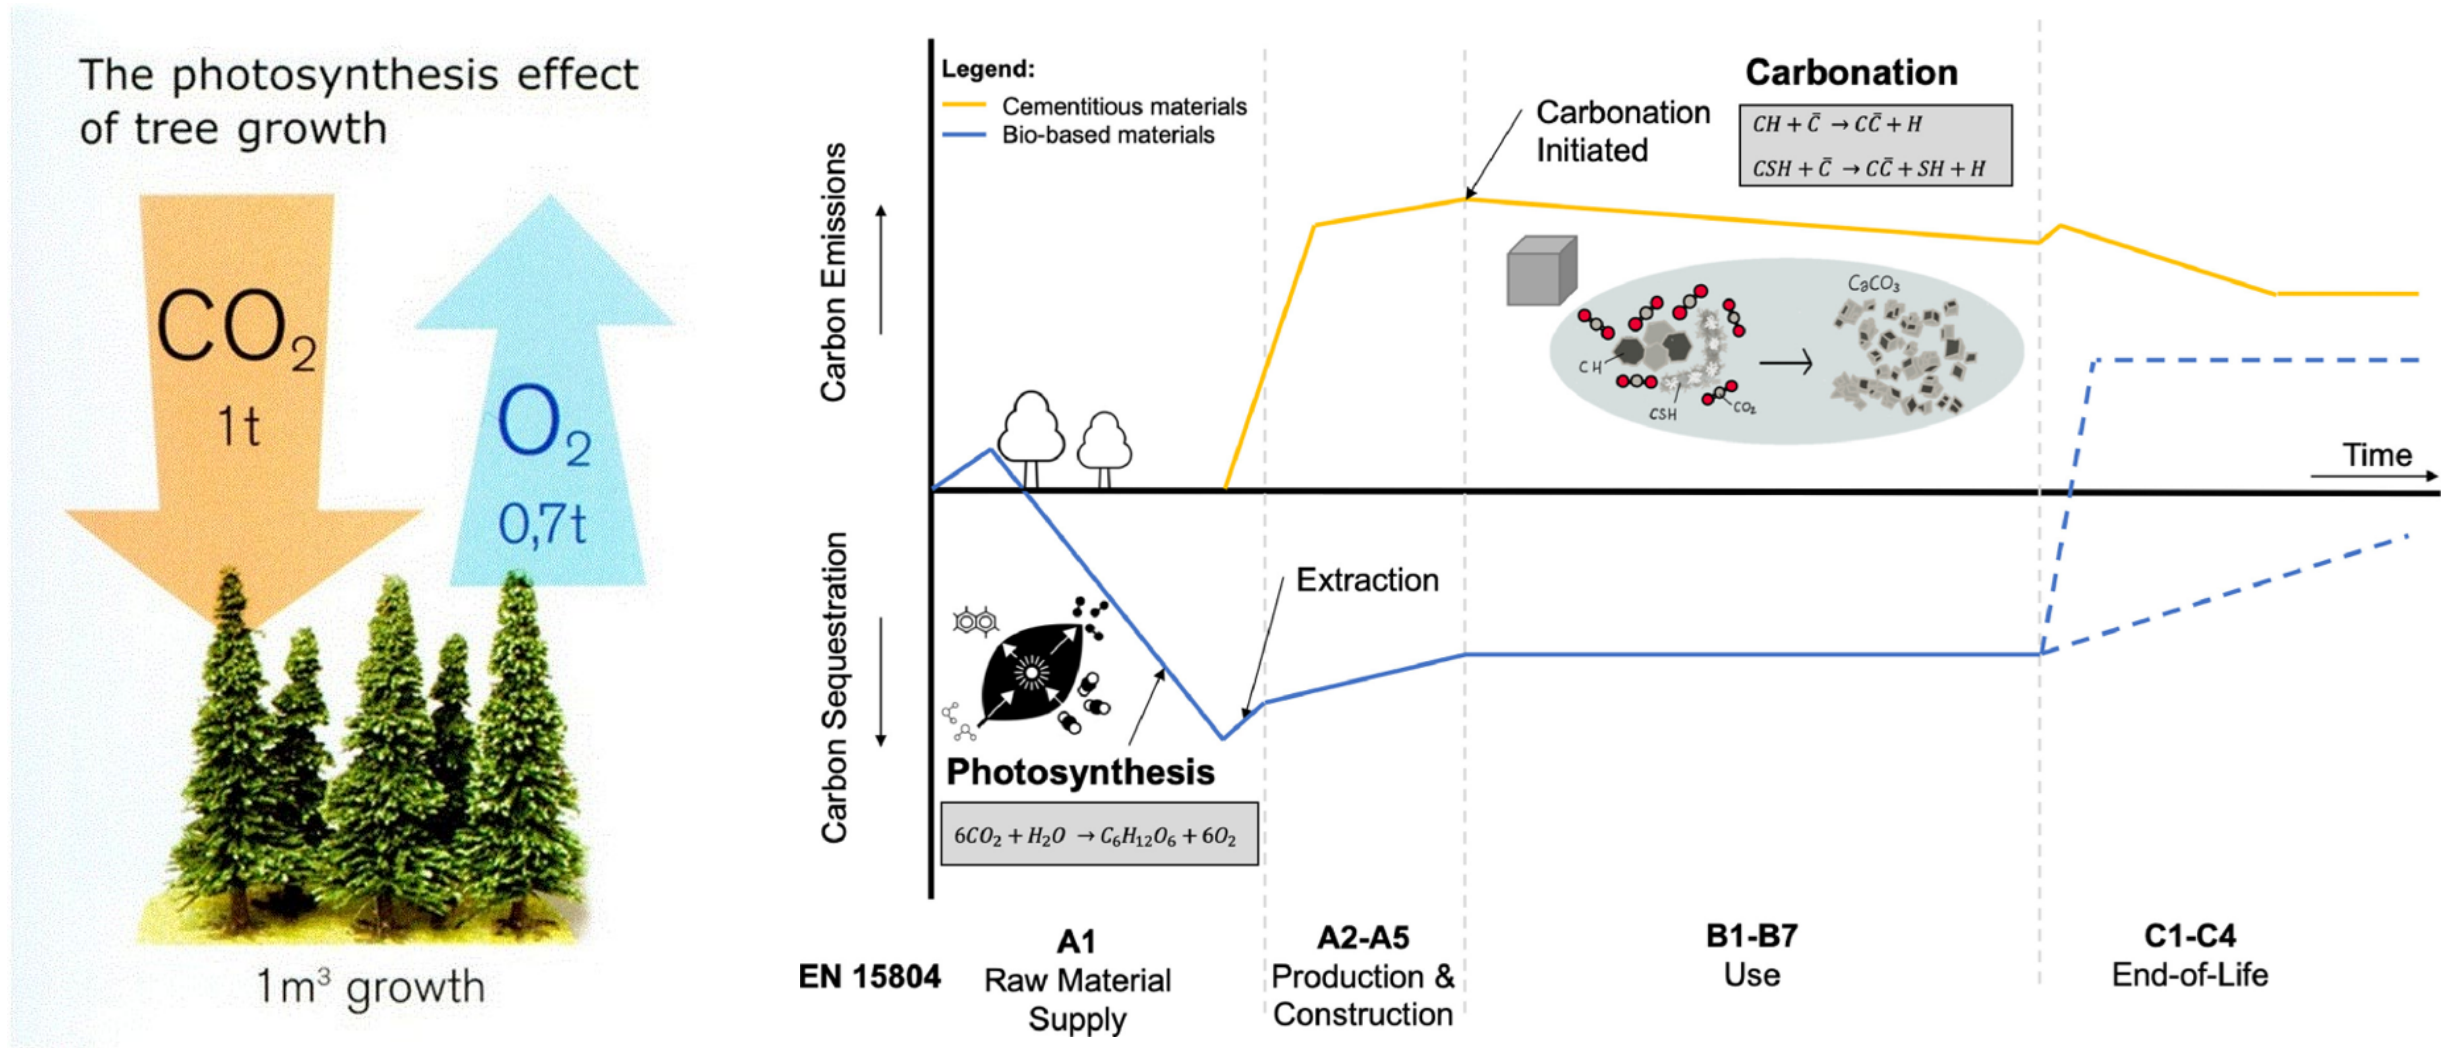 The photosynthesis effect
of tree growth
CO₂
1t
O₂
0,7t
1m³ growth
Legend:
Cementitious materials
Bio-based materials
Carbon Emissions
Carbon Sequestration
Carbonation
Initiated
Carbonation
CH + C̄ → CC̄ + H
CSH + C̄ → CC̄ + SH + H
CaCO₃
CH
CSH
CO₂
Time
Extraction
Photosynthesis
6CO₂ + H₂O → C₆H₁₂O₆ + 6O₂
EN 15804
A1
Raw Material
Supply
A2-A5
Production &
Construction
B1-B7
Use
C1-C4
End-of-Life